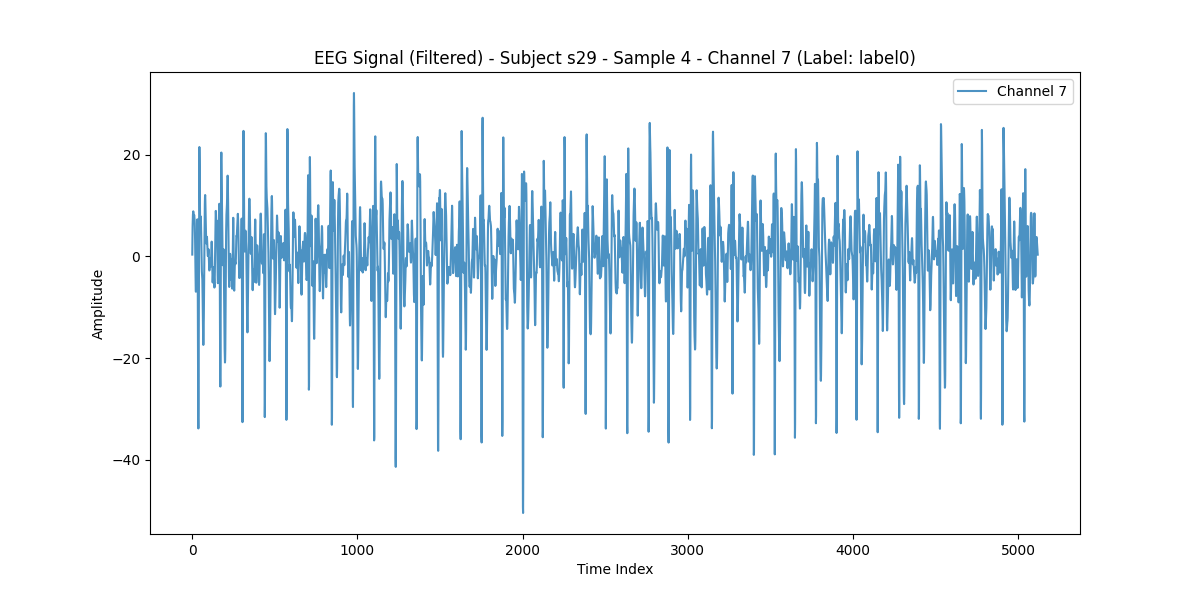 EEG Signal (Filtered) - Subject s29 - Sample 4 - Channel 7 (Label: label0)
Channel 7
20
0
−20
−40
Amplitude
0 1000 2000 3000 4000 5000
Time Index